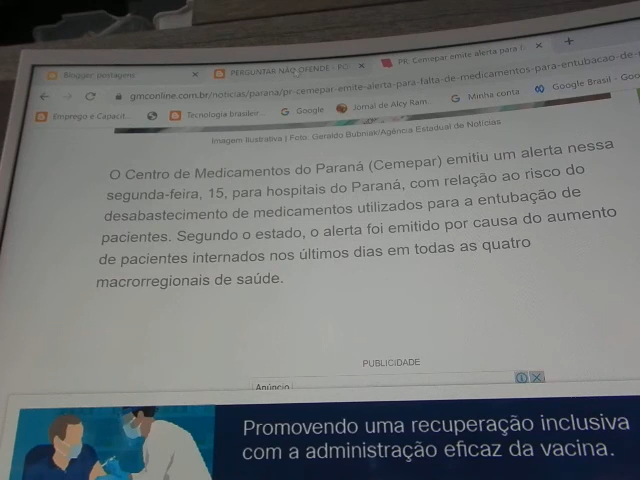 Blogger: postagens
PERGUNTAR NÃO OFENDE - PO
PR: Cemepar emite alerta para f
gmconline.com.br/noticias/parana/pr-cemepar-emite-alerta-para-falta-de-medicamentos-para-entubacao-de-
Emprego e Capacit...
Tecnologia brasileir...
Google
Jornal de Alcy Ram...
Minha conta
Google Brasil - Goo
Imagem Ilustrativa | Foto: Geraldo Bubniak/Agência Estadual de Notícias
O Centro de Medicamentos do Paraná (Cemepar) emitiu um alerta nessa
segunda-feira, 15, para hospitais do Paraná, com relação ao risco do
desabastecimento de medicamentos utilizados para a entubação de
pacientes. Segundo o estado, o alerta foi emitido por causa do aumento
de pacientes internados nos últimos dias em todas as quatro
macrorregionais de saúde.
PUBLICIDADE
Anúncio
Promovendo uma recuperação inclusiva
com a administração eficaz da vacina.